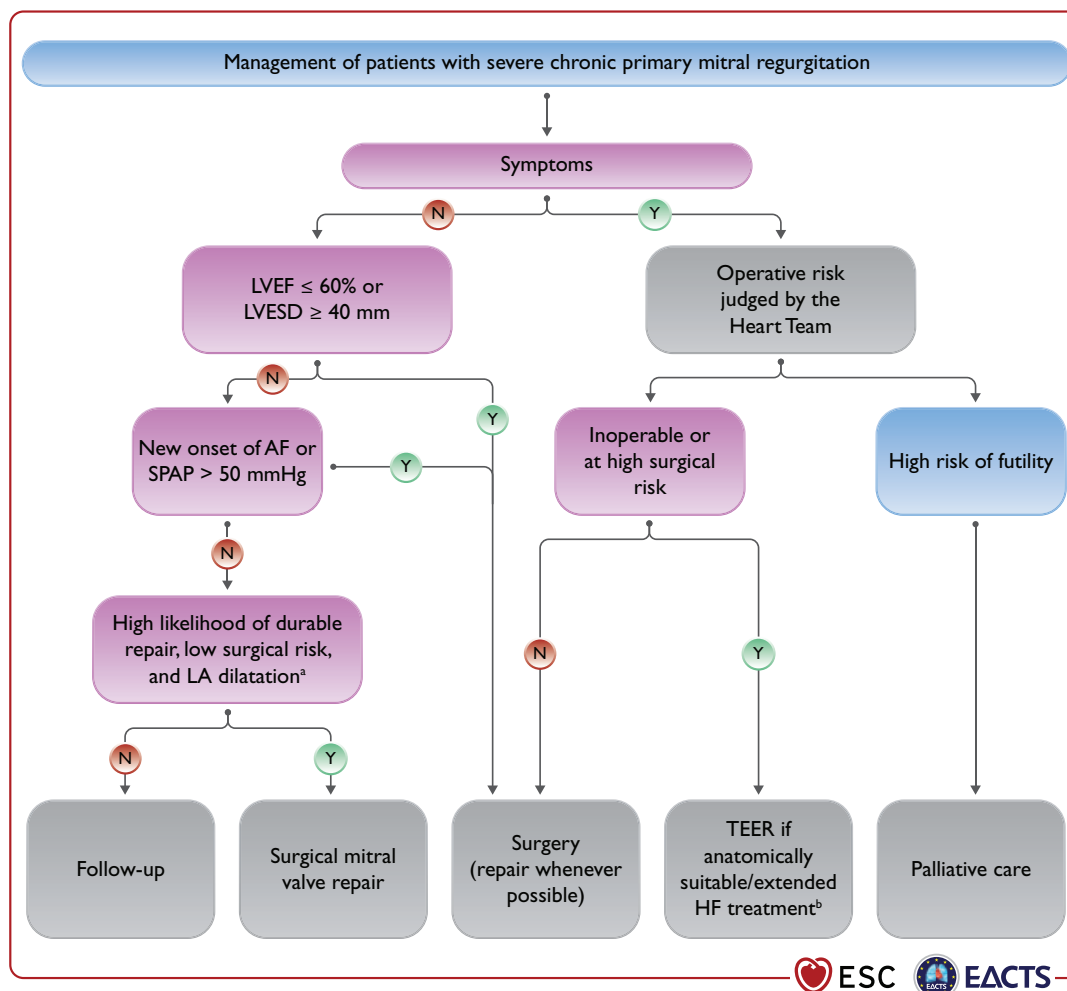 Management of patients with severe chronic primary mitral regurgitation
Symptoms
N
Y
LVEF ≤ 60% or
LVESD ≥ 40 mm
Operative risk
judged by the
Heart Team
N
Y
New onset of AF or
SPAP > 50 mmHg
Y
Inoperable or
at high surgical
risk
High risk of futility
N
High likelihood of durable
repair, low surgical risk,
and LA dilatationᵃ
N
Y
N
Y
Follow-up
Surgical mitral
valve repair
Surgery
(repair whenever
possible)
TEER if
anatomically
suitable/extended
HF treatmentᵇ
Palliative care
ESC
EACTS
EACTS